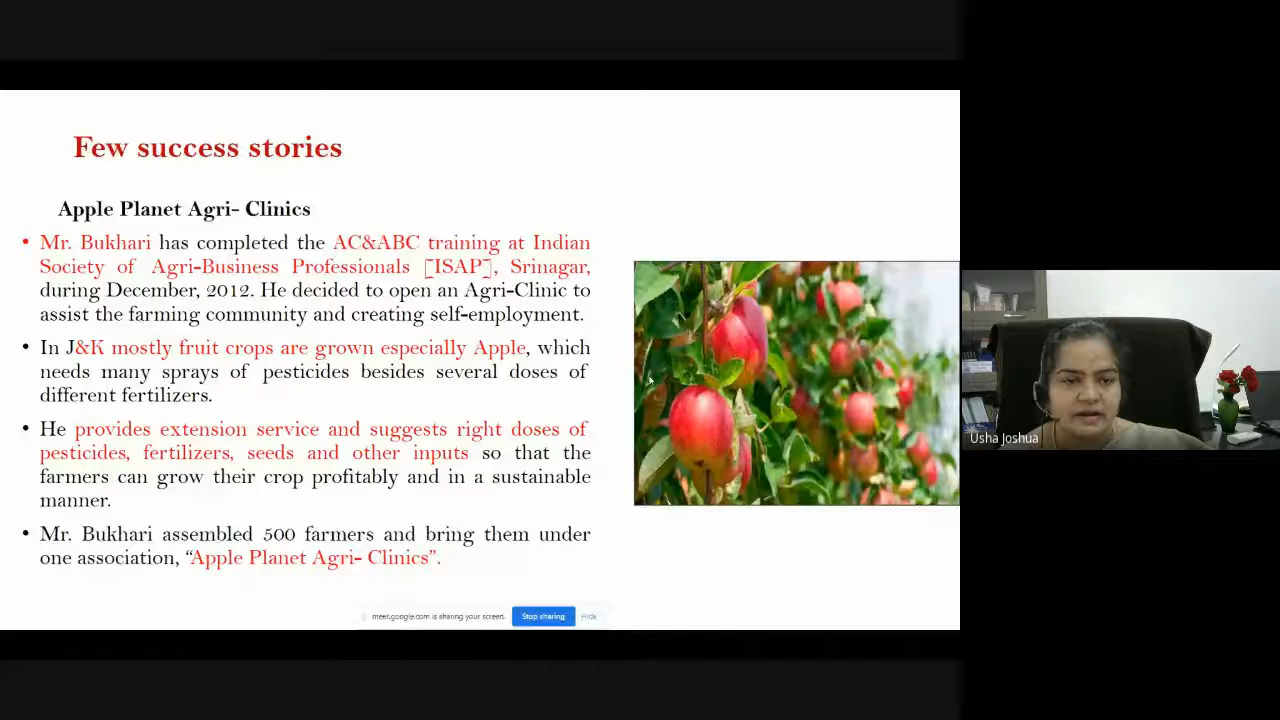 Few success stories
Apple Planet Agri- Clinics
• Mr. Bukhari has completed the AC&ABC training at Indian
Society of Agri-Business Professionals [ISAP], Srinagar,
during December, 2012. He decided to open an Agri-Clinic to
assist the farming community and creating self-employment.
• In J&K mostly fruit crops are grown especially Apple, which
needs many sprays of pesticides besides several doses of
different fertilizers.
• He provides extension service and suggests right doses of
pesticides, fertilizers, seeds and other inputs so that the
farmers can grow their crop profitably and in a sustainable
manner.
• Mr. Bukhari assembled 500 farmers and bring them under
one association, “Apple Planet Agri- Clinics”.
meet.google.com is sharing your screen.
Stop sharing
Hide
Usha Joshua